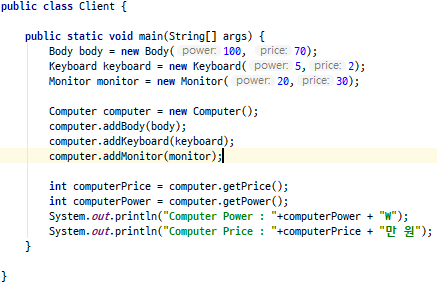 public class Client {
public static void main(String[] args) {
Body body = new Body( power: 100, price: 70);
Keyboard keyboard = new Keyboard( power: 5, price: 2);
Monitor monitor = new Monitor( power: 20, price: 30);
Computer computer = new Computer();
computer.addBody(body);
computer.addKeyboard(keyboard);
computer.addMonitor(monitor);
int computerPrice = computer.getPrice();
int computerPower = computer.getPower();
System.out.println("Computer Power : "+computerPower + "W");
System.out.println("Computer Price : "+computerPrice + "만 원");
}
}